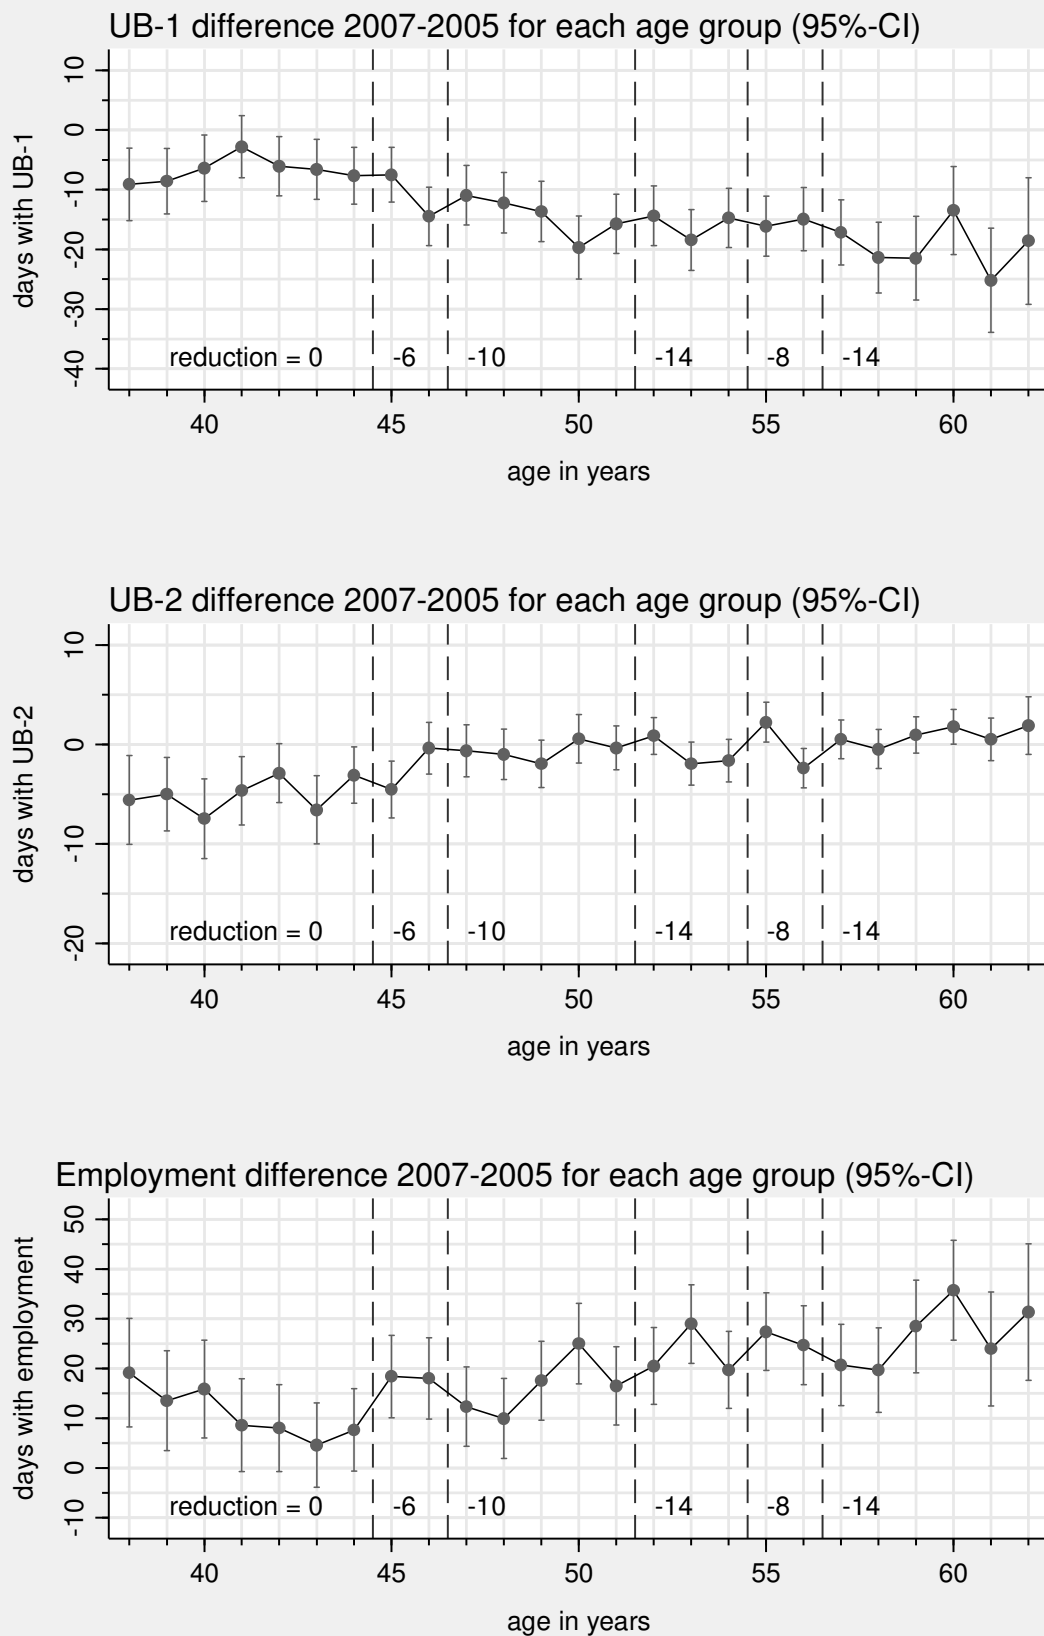 UB-1 difference 2007-2005 for each age group (95%-CI)
days with UB-1
10
0
-10
-20
-30
-40
reduction = 0 -6 -10 -14 -8 -14
40 45 50 55 60
age in years
UB-2 difference 2007-2005 for each age group (95%-CI)
days with UB-2
10
0
-10
-20
reduction = 0 -6 -10 -14 -8 -14
40 45 50 55 60
age in years
Employment difference 2007-2005 for each age group (95%-CI)
days with employment
50
40
30
20
10
0
-10
reduction = 0 -6 -10 -14 -8 -14
40 45 50 55 60
age in years